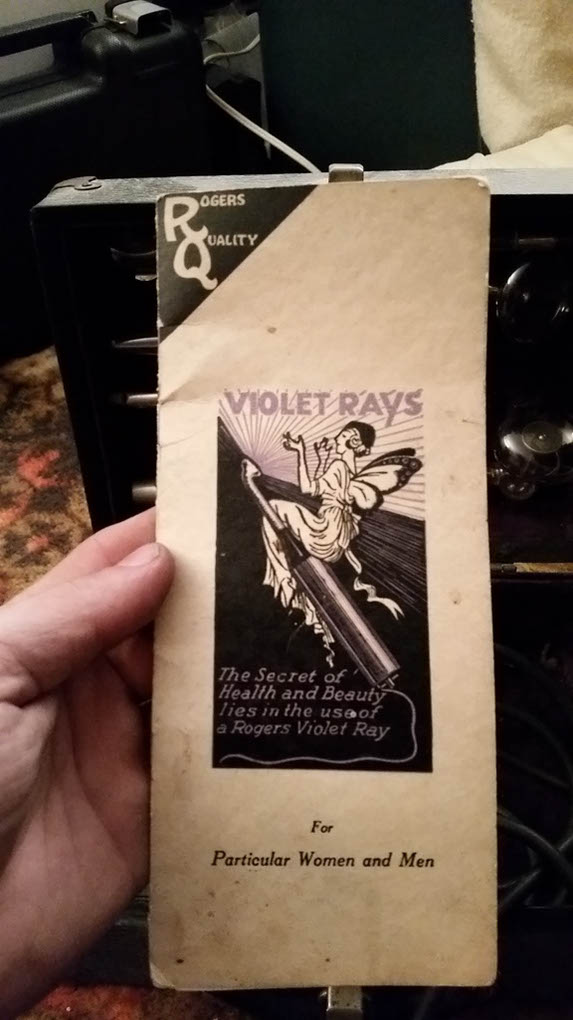 ROGERS
QUALITY
VIOLET RAYS
The Secret of
Health and Beauty
lies in the use of
a Rogers Violet Ray
For
Particular Women and Men